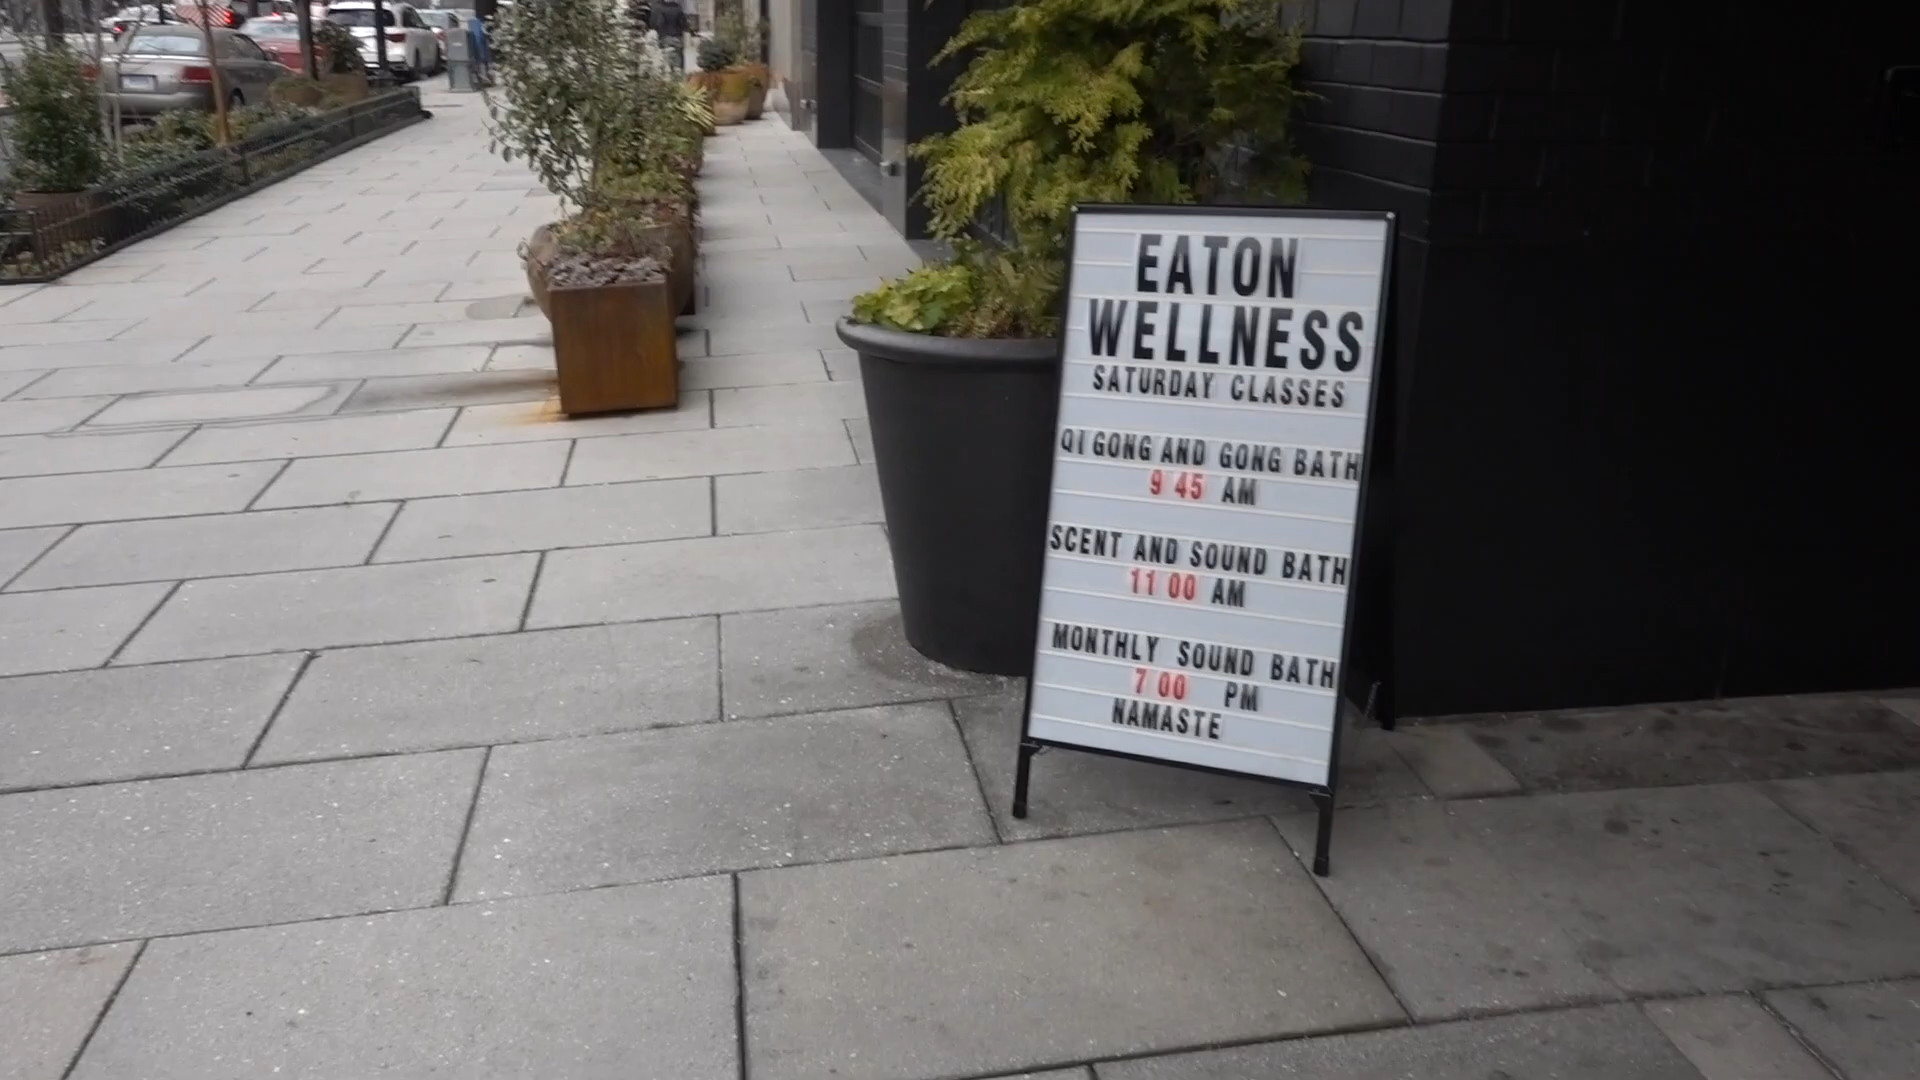 EATON
WELLNESS
SATURDAY CLASSES
QI GONG AND GONG BATH
9 45 AM
SCENT AND SOUND BATH
11 00 AM
MONTHLY SOUND BATH
7 00 PM
NAMASTE